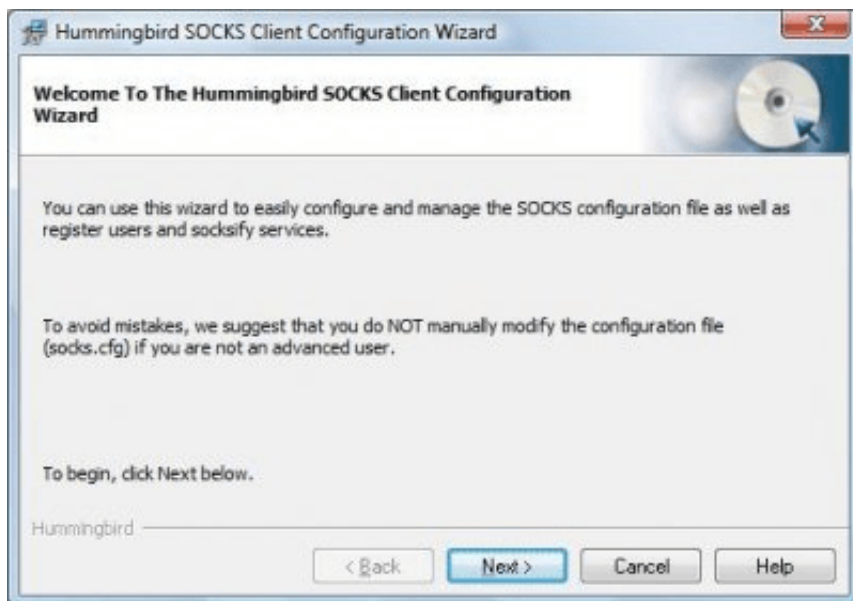 Hummingbird SOCKS Client Configuration Wizard
Welcome To The Hummingbird SOCKS Client Configuration
Wizard
You can use this wizard to easily configure and manage the SOCKS configuration file as well as
register users and socksify services.
To avoid mistakes, we suggest that you do NOT manually modify the configuration file
(socks.cfg) if you are not an advanced user.
To begin, click Next below.
Hummingbird
< Back Next > Cancel Help